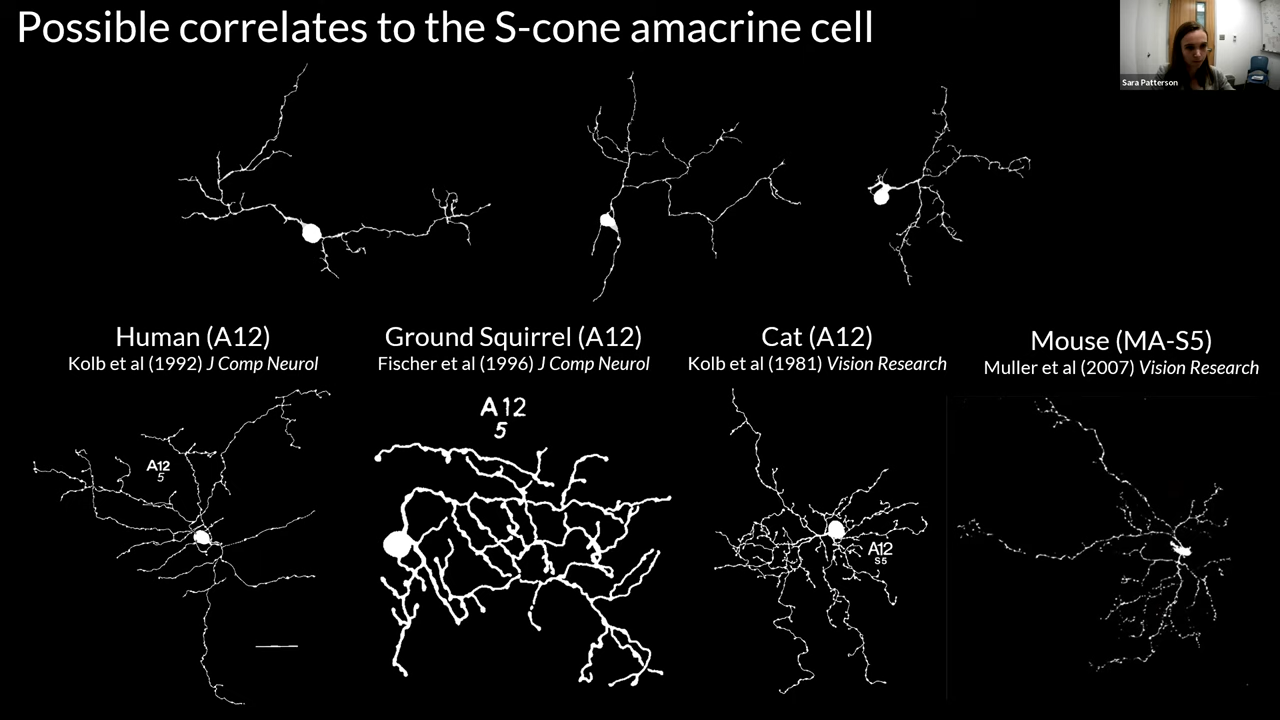 Possible correlates to the S-cone amacrine cell
Sara Patterson
Human (A12)
Kolb et al (1992) J Comp Neurol
Ground Squirrel (A12)
Fischer et al (1996) J Comp Neurol
Cat (A12)
Kolb et al (1981) Vision Research
Mouse (MA-S5)
Muller et al (2007) Vision Research
A12
5
A12
5
A12
S5